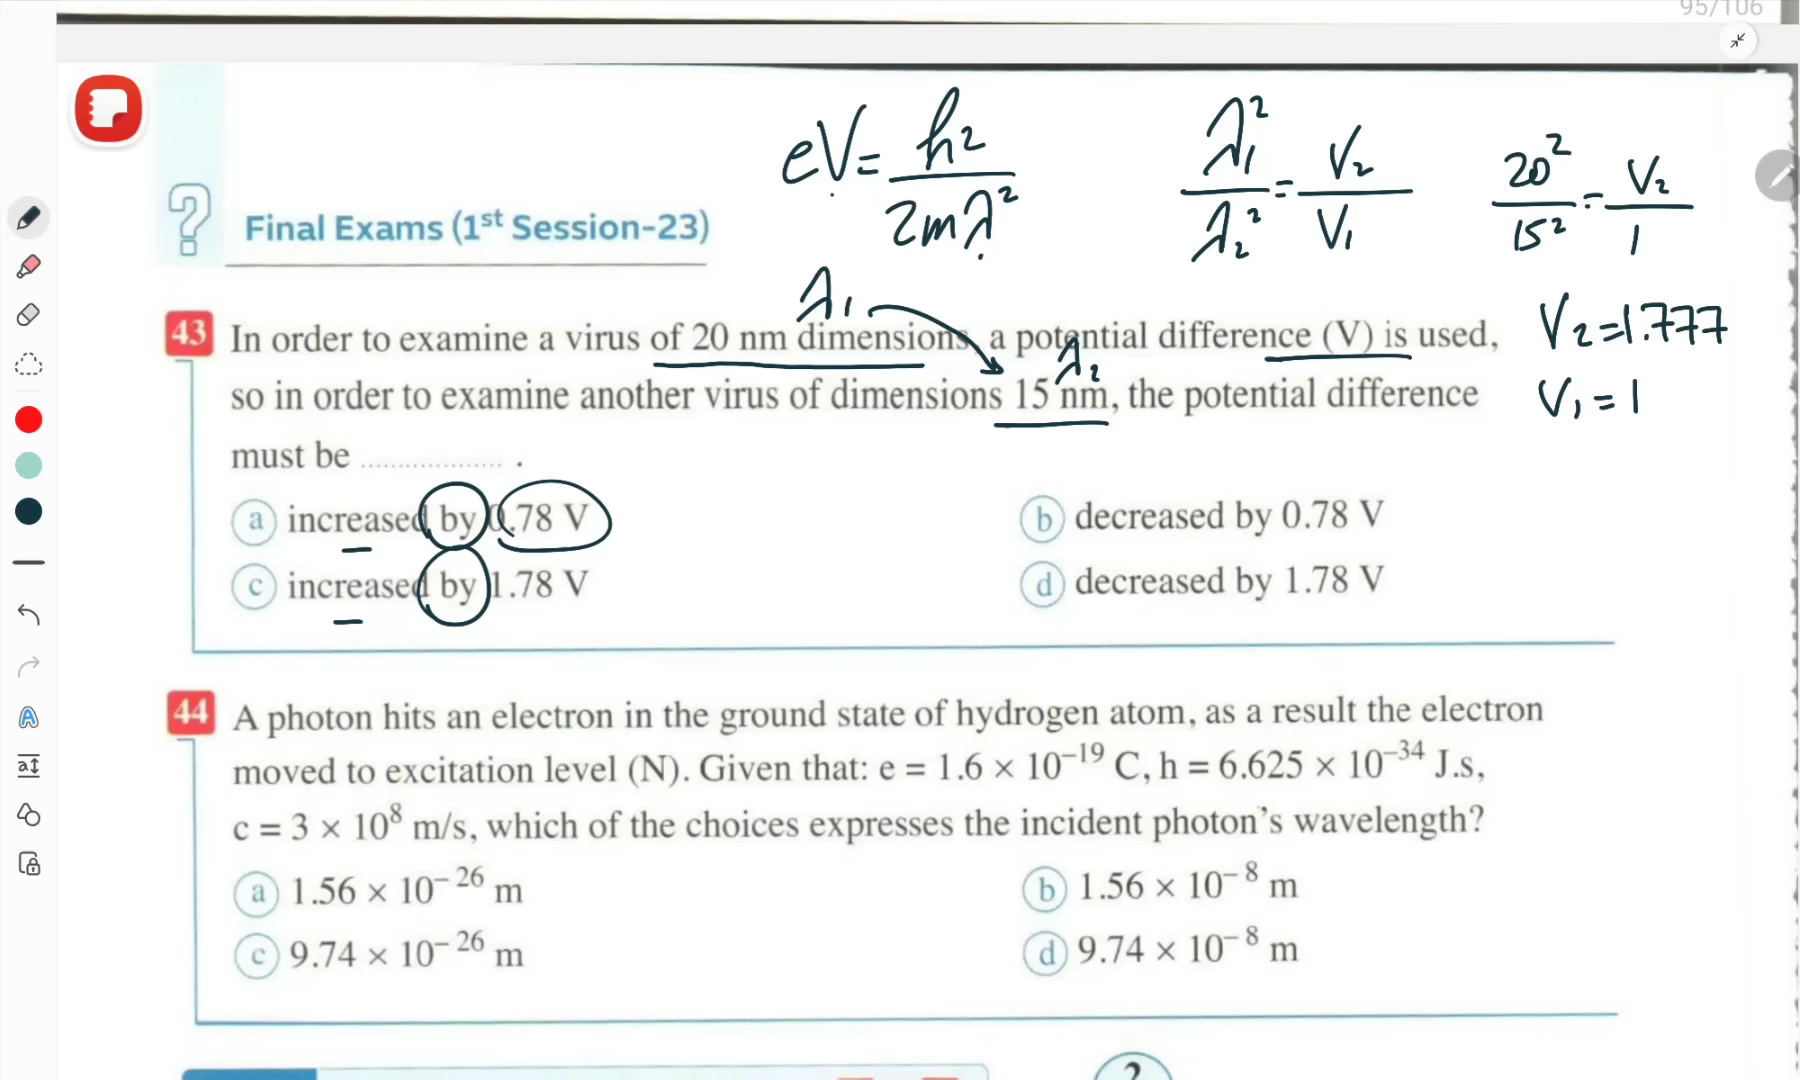 95/106
eV = h²/2mλ²
λ₁²/λ₂² = V₂/V₁
20²/15² = V₂/1
?
Final Exams (1st Session-23)
λ₁
V₂ = 1.777
43 In order to examine a virus of 20 nm dimensions, a potential difference (V) is used,
λ₂
so in order to examine another virus of dimensions 15 nm, the potential difference
V₁ = 1
must be .................... .
a increased by 0.78 V
b decreased by 0.78 V
c increased by 1.78 V
d decreased by 1.78 V
44 A photon hits an electron in the ground state of hydrogen atom, as a result the electron
moved to excitation level (N). Given that: e = 1.6 × 10⁻¹⁹ C, h = 6.625 × 10⁻³⁴ J.s,
c = 3 × 10⁸ m/s, which of the choices expresses the incident photon's wavelength?
a 1.56 × 10⁻²⁶ m
b 1.56 × 10⁻⁸ m
c 9.74 × 10⁻²⁶ m
d 9.74 × 10⁻⁸ m